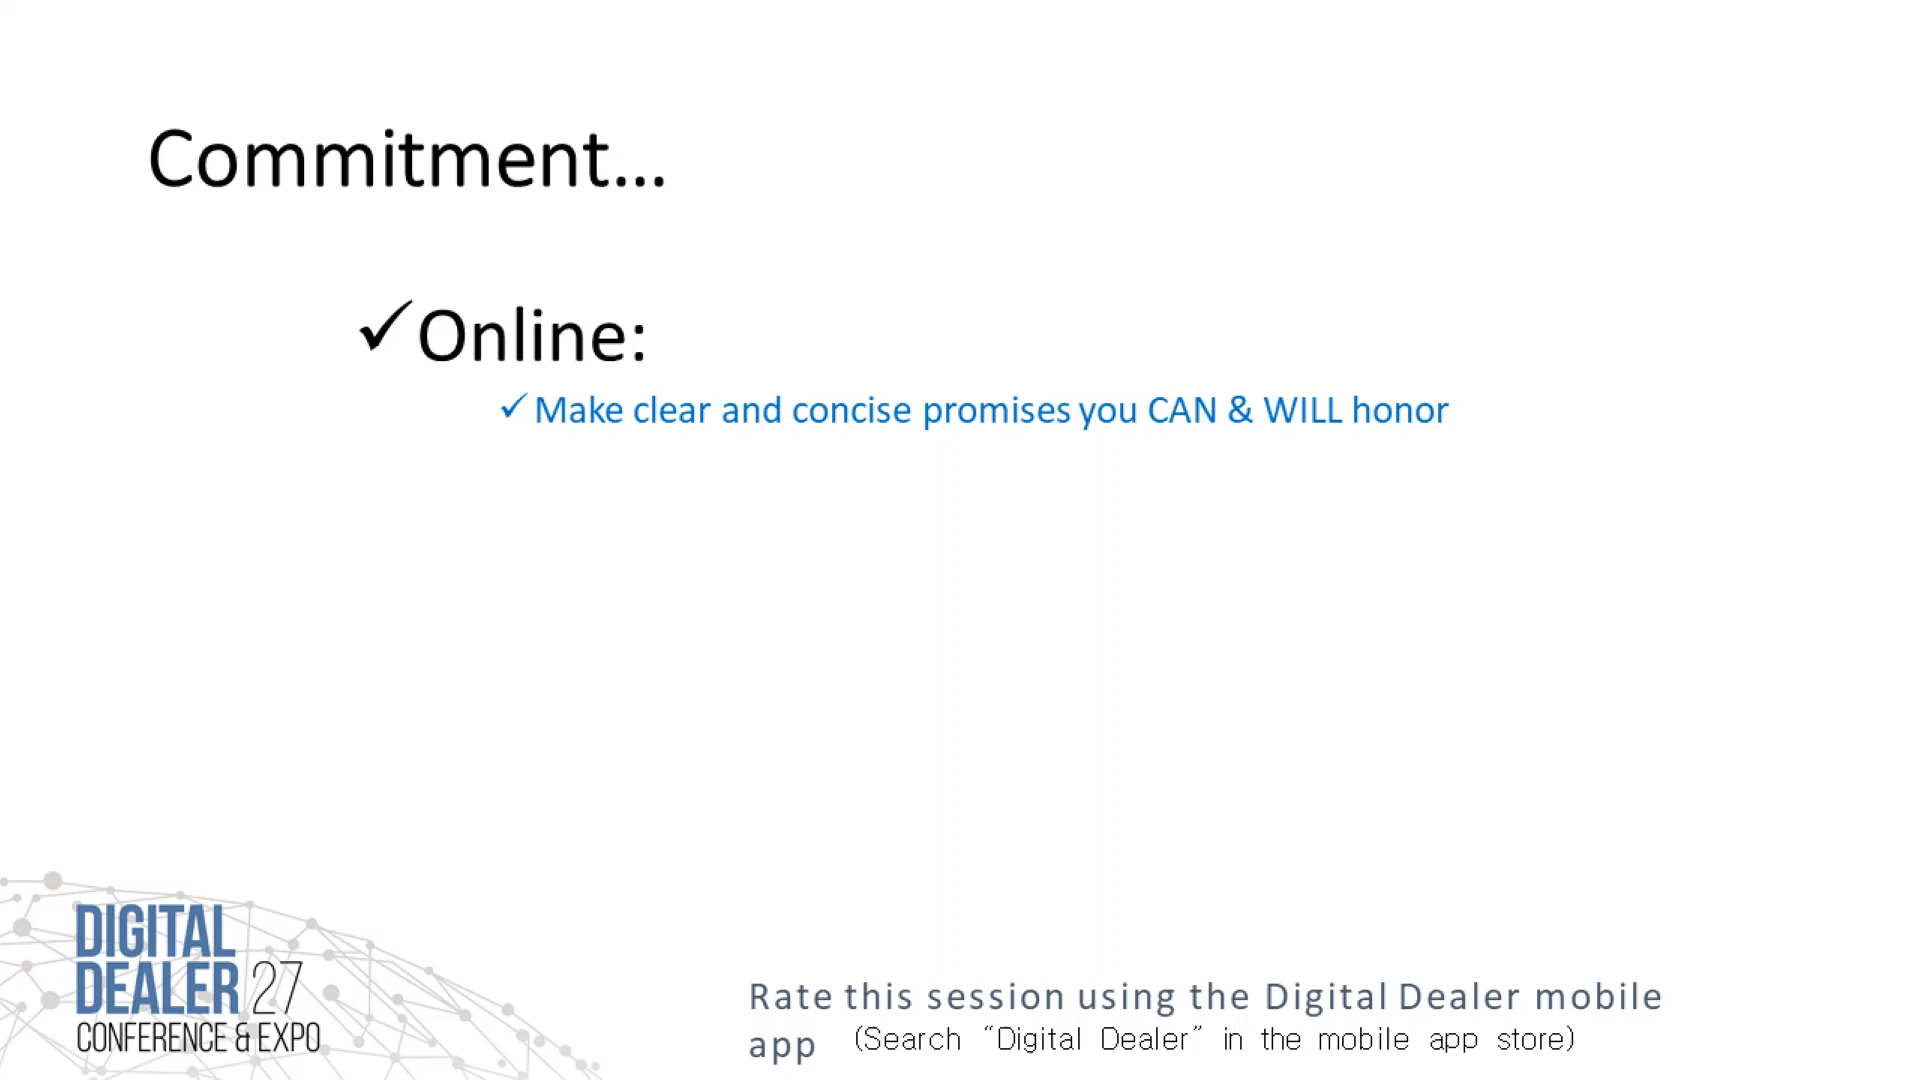 Commitment...
✓Online:
✓Make clear and concise promises you CAN & WILL honor
DIGITAL
DEALER 27
CONFERENCE & EXPO
Rate this session using the Digital Dealer mobile
app (Search “Digital Dealer” in the mobile app store)